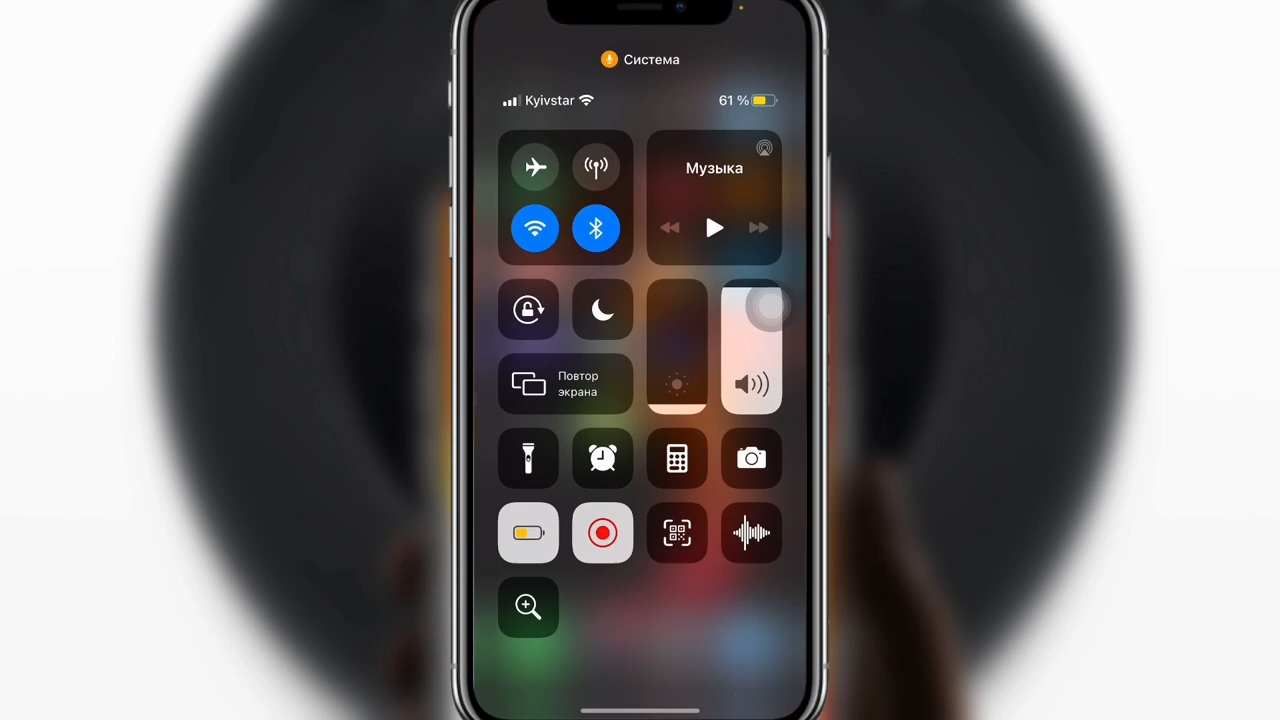 Система
Kyivstar
61 %
Музыка
Повтор
экрана